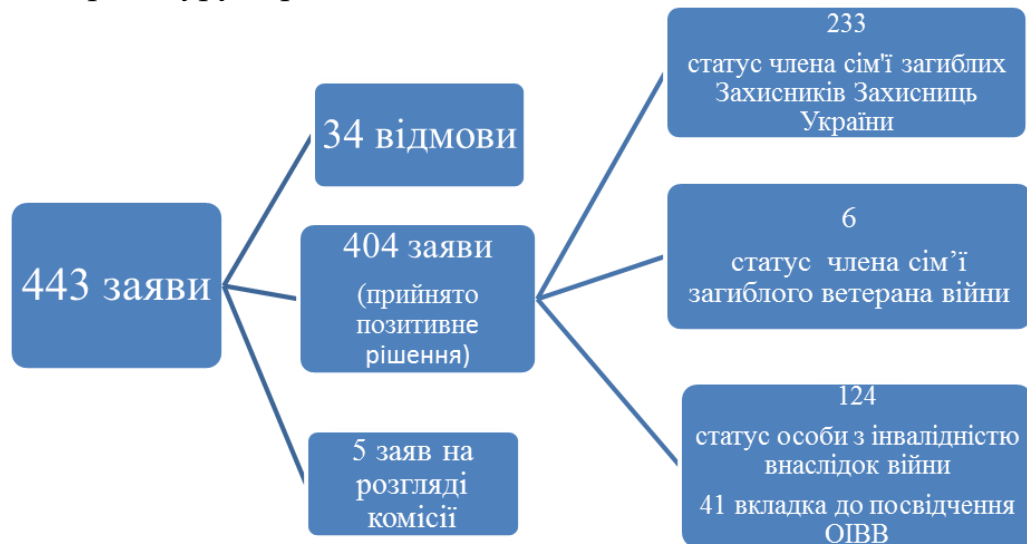 443 заяви
34 відмови
404 заяви
(прийнято
позитивне
рішення)
5 заяв на
розгляді
комісії
233
статус члена сім'ї загиблих
Захисників Захисниць
України
6
статус члена сім’ї
загиблого ветерана війни
124
статус особи з інвалідністю
внаслідок війни
41 вкладка до посвідчення
ОІВВ